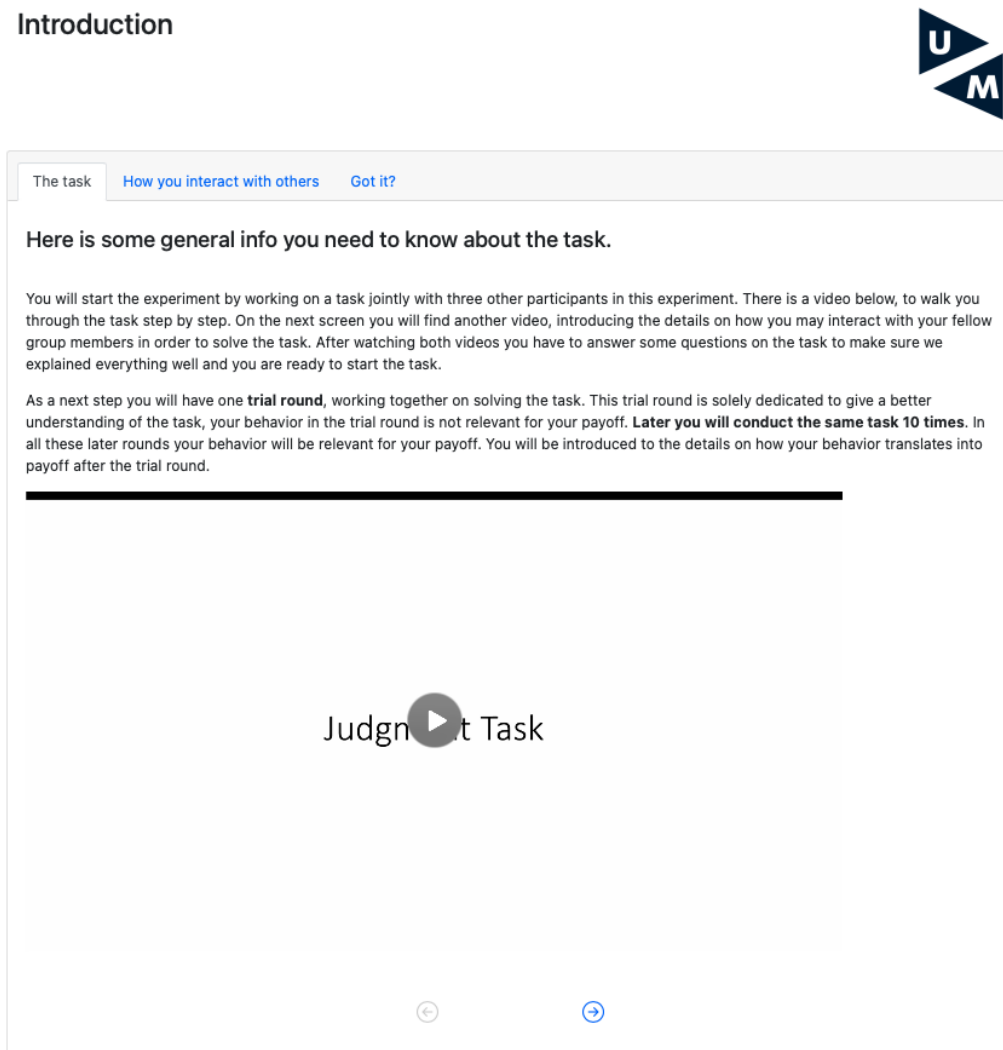 Introduction
U
M
The task
How you interact with others
Got it?
Here is some general info you need to know about the task.
You will start the experiment by working on a task jointly with three other participants in this experiment. There is a video below, to walk you
through the task step by step. On the next screen you will find another video, introducing the details on how you may interact with your fellow
group members in order to solve the task. After watching both videos you have to answer some questions on the task to make sure we
explained everything well and you are ready to start the task.
As a next step you will have one trial round, working together on solving the task. This trial round is solely dedicated to give a better
understanding of the task, your behavior in the trial round is not relevant for your payoff. Later you will conduct the same task 10 times. In
all these later rounds your behavior will be relevant for your payoff. You will be introduced to the details on how your behavior translates into
payoff after the trial round.
Task